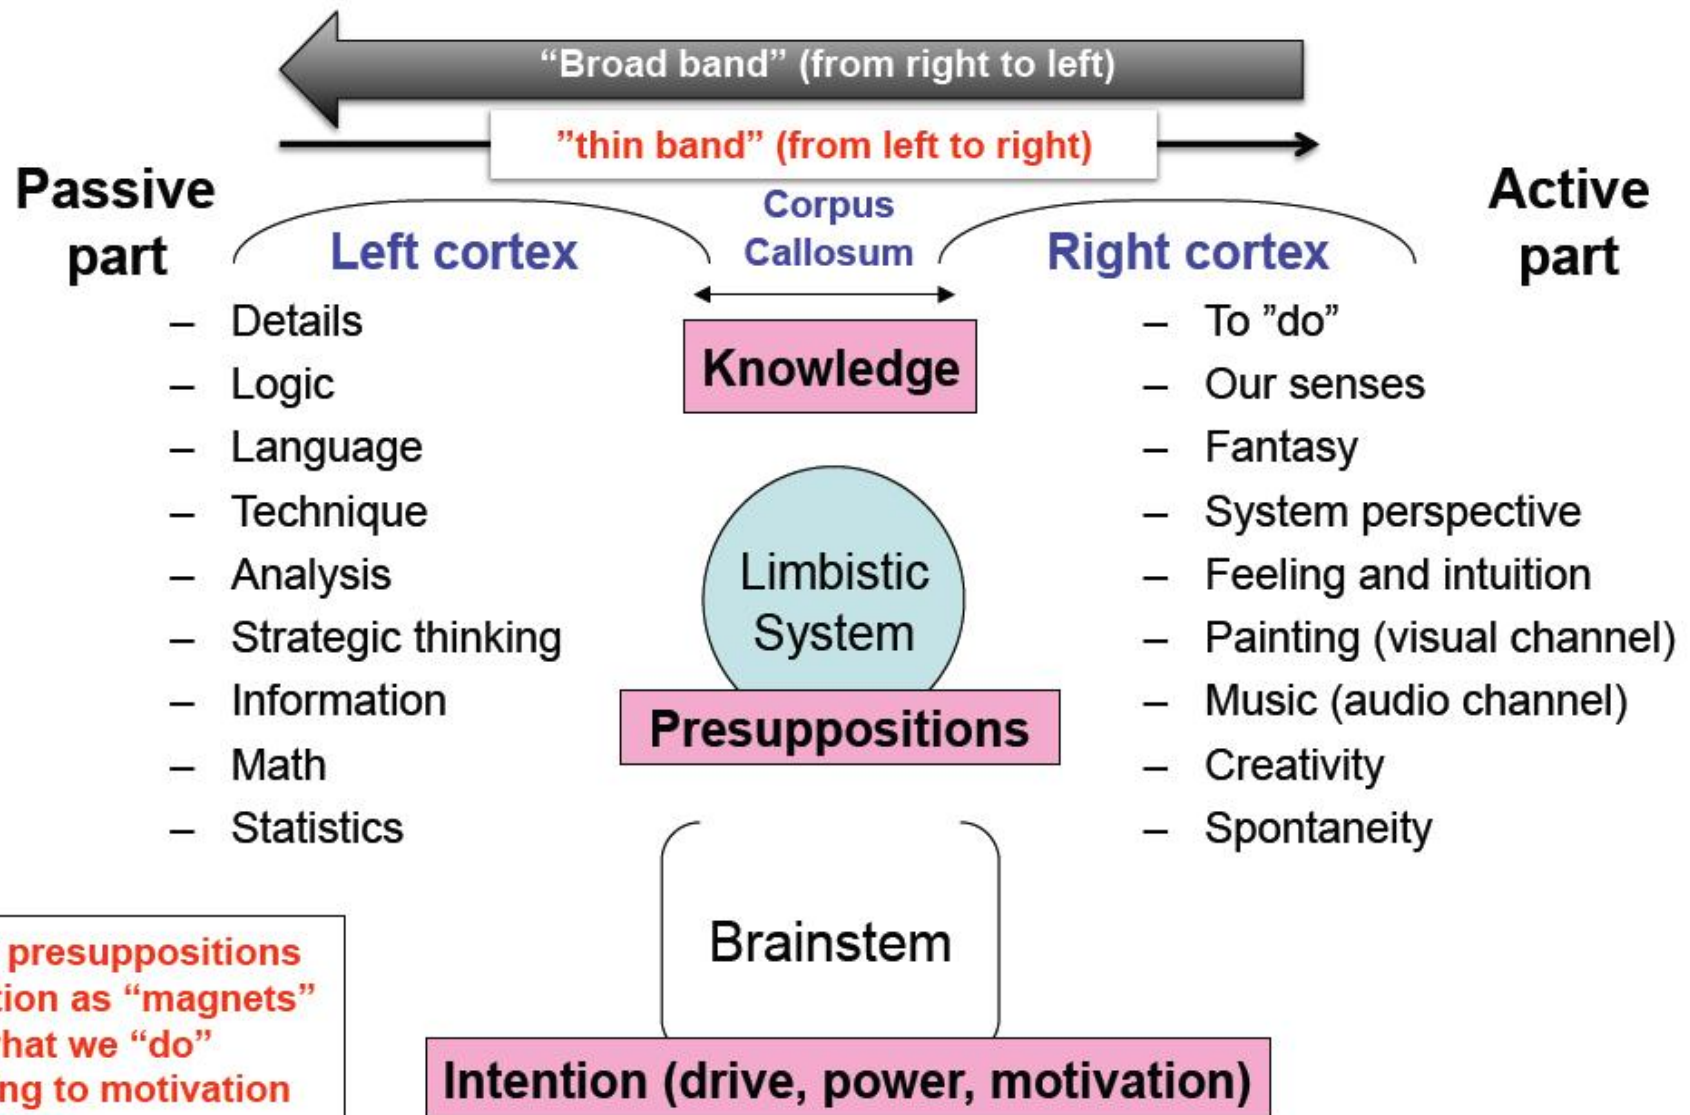 “Broad band” (from right to left)
”thin band” (from left to right)
Passive
part
Left cortex
Corpus
Callosum
Right cortex
Active
part
– Details
– Logic
– Language
– Technique
– Analysis
– Strategic thinking
– Information
– Math
– Statistics
Knowledge
Limbistic
System
Presuppositions
Brainstem
Intention (drive, power, motivation)
– To ”do”
– Our senses
– Fantasy
– System perspective
– Feeling and intuition
– Painting (visual channel)
– Music (audio channel)
– Creativity
– Spontaneity
presuppositions
as “magnets”
what we “do”
to motivation